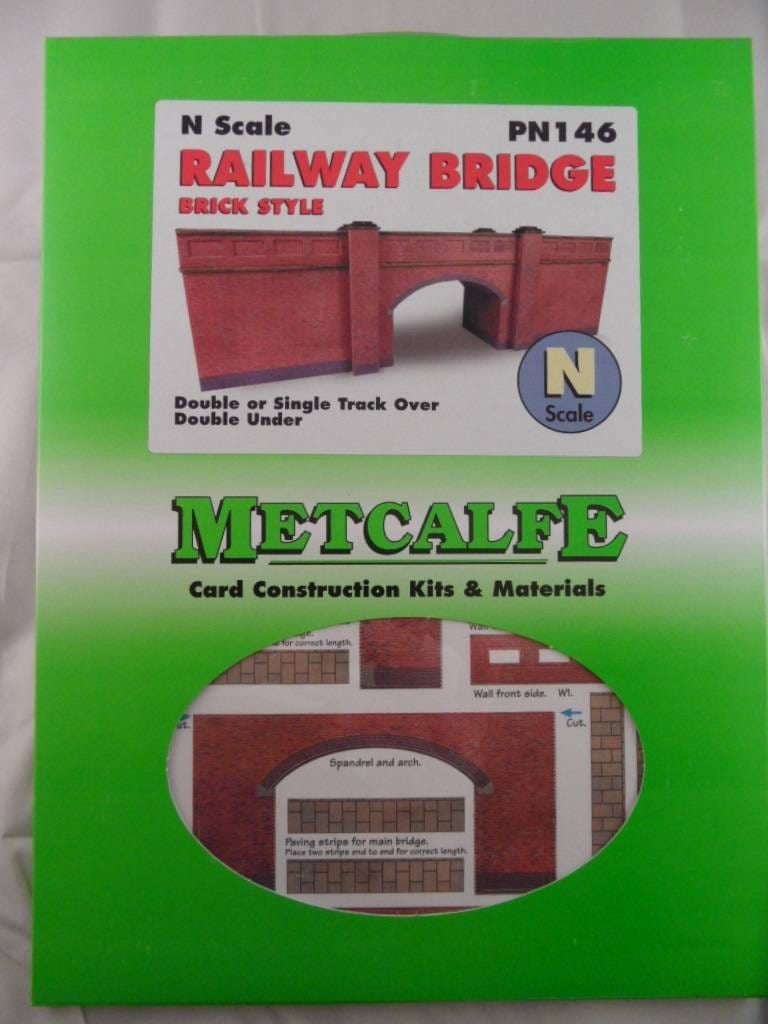 N Scale PN146
RAILWAY BRIDGE
BRICK STYLE
N
Scale
Double or Single Track Over
Double Under
METCALFE
Card Construction Kits & Materials
for correct length.
Wall front side. W1.
Cut.
Spandrel and arch.
Paving strips for main bridge.
Place two strips end to end for correct length.